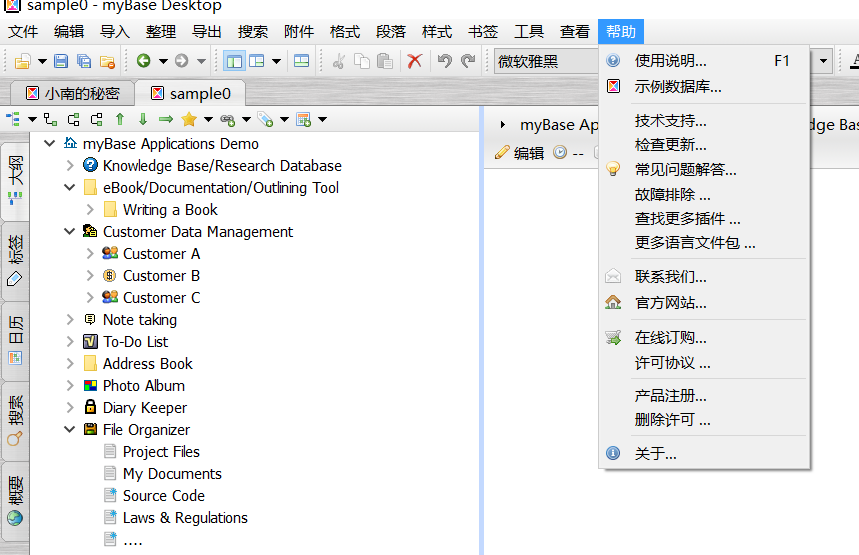 sample0 - myBase Desktop
文件 编辑 导入 整理 导出 搜索 附件 格式 段落 样式 书签 工具 查看 帮助
微软雅黑
小南的秘密 sample0
大纲
标签
日历
搜索
概要
myBase Applications Demo
Knowledge Base/Research Database
eBook/Documentation/Outlining Tool
Writing a Book
Customer Data Management
Customer A
Customer B
Customer C
Note taking
To-Do List
Address Book
Photo Album
Diary Keeper
File Organizer
Project Files
My Documents
Source Code
Laws & Regulations
....
myBase Ap
dge Bas
编辑 --
使用说明... F1
示例数据库...
技术支持...
检查更新...
常见问题解答...
故障排除 ...
查找更多插件 ...
更多语言文件包 ...
联系我们...
官方网站...
在线订购...
许可协议 ...
产品注册...
删除许可 ...
关于...